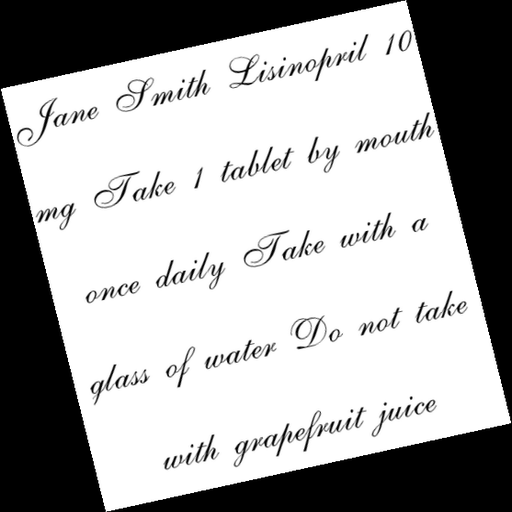 Jane Smith Lisinopril 10
mg Take 1 tablet by mouth
once daily Take with a
glass of water Do not take
with grapefruit juice